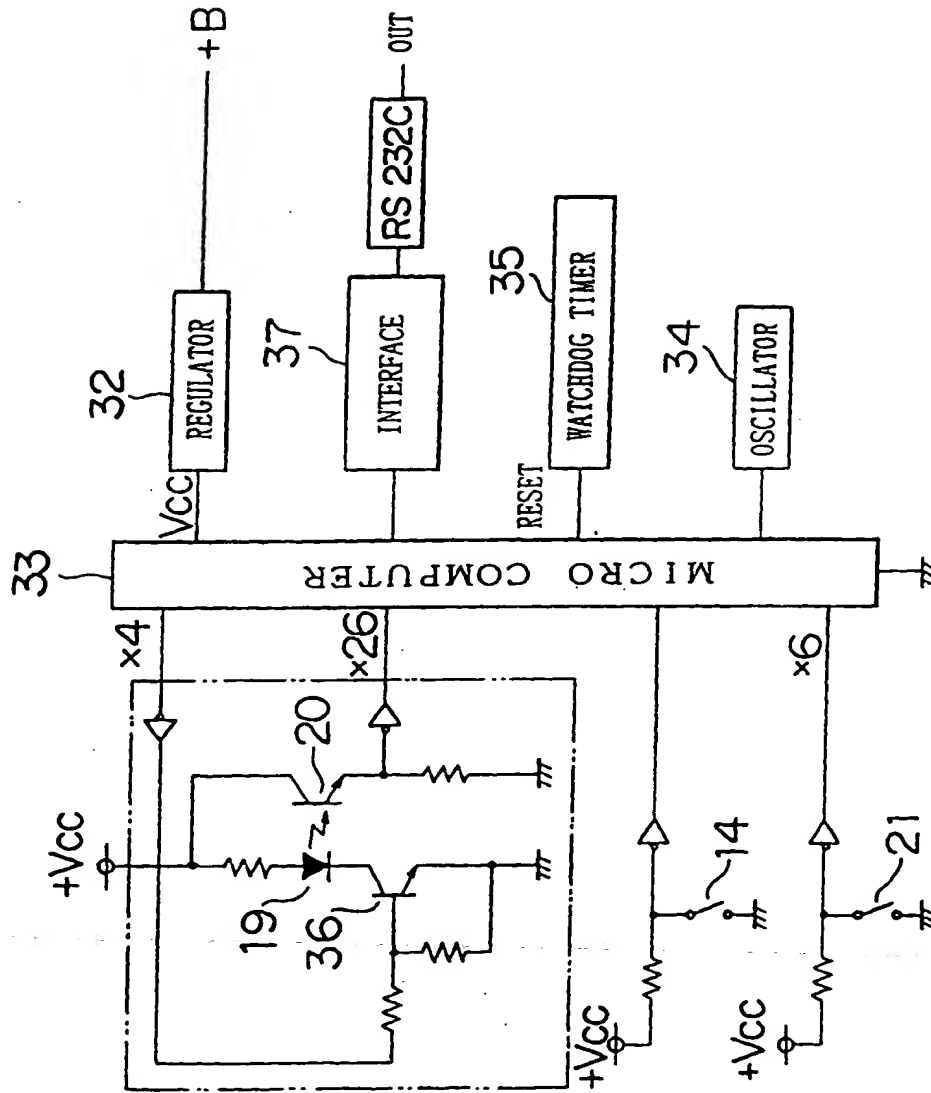 +B
32
REGULATOR
VCC
37
INTERFACE
RS 232C
OUT
35
WATCHDOG TIMER
RESET
34
OSCILLATOR
33
MICRO COMPUTER
×4
×26
×6
+VCC
20
19
36
+VCC
14
+VCC
21